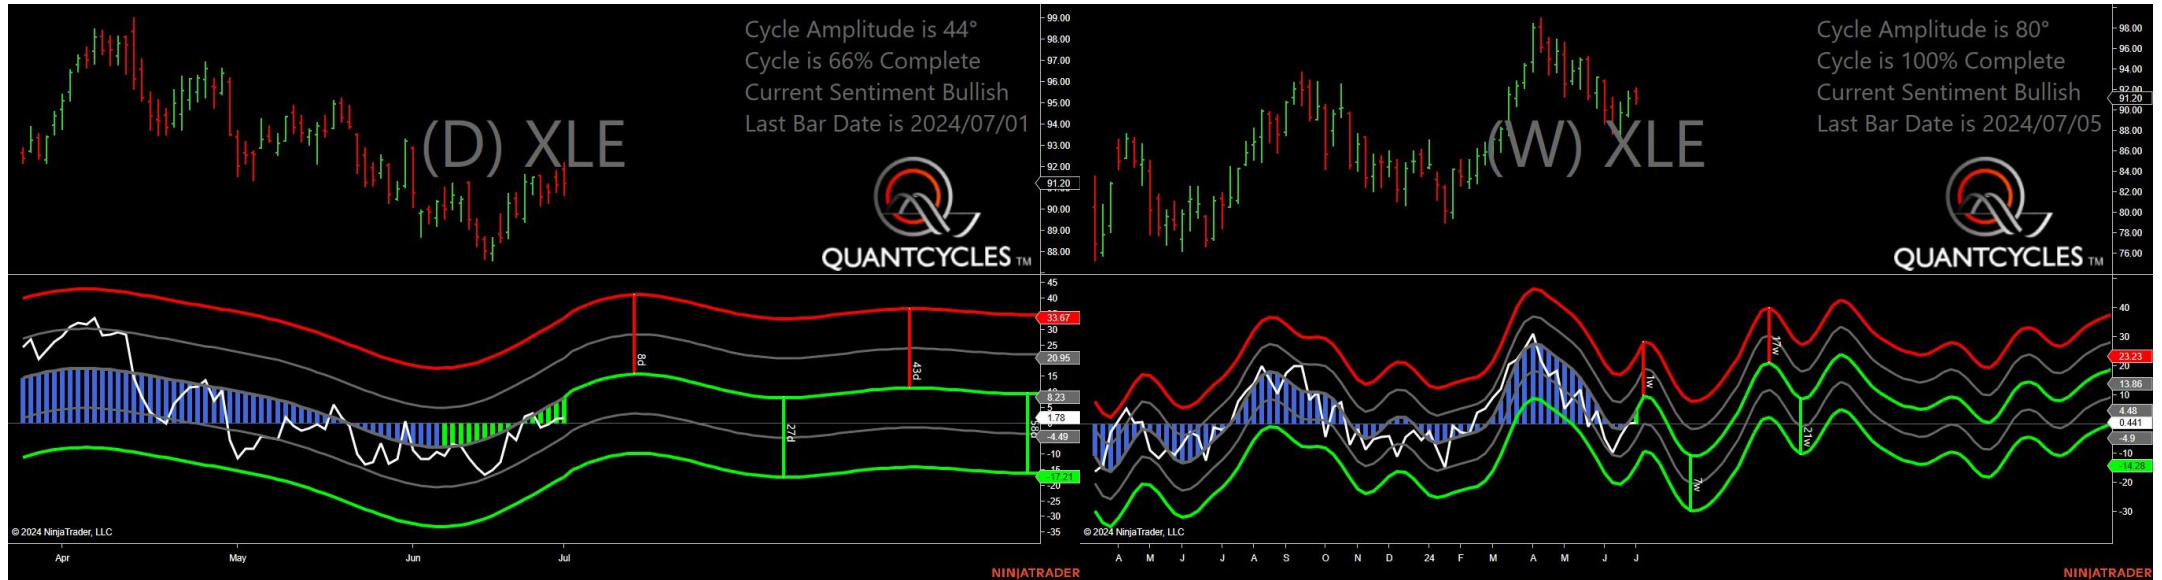 Cycle Amplitude is 44°
Cycle is 66% Complete
Current Sentiment Bullish
Last Bar Date is 2024/07/01
(D) XLE
QUANTCYCLES TM
99.00
98.00
97.00
96.00
95.00
94.00
93.00
92.00
91.20
90.00
89.00
88.00
45
40
33.67
30
25
20.95
15
8.23
5
1.78
-4.49
-10
-15
-17.21
-20
-25
-30
-35
8d
27d
43d
58d
© 2024 NinjaTrader, LLC
Apr May Jun Jul
NINJATRADER
Cycle Amplitude is 80°
Cycle is 100% Complete
Current Sentiment Bullish
Last Bar Date is 2024/07/05
(W) XLE
QUANTCYCLES TM
98.00
96.00
94.00
92.00
91.20
88.00
86.00
84.00
82.00
80.00
78.00
76.00
40
30
23.23
20
13.86
10
4.48
0.441
-4.9
-10
-14.28
-20
-30
1w
7w
17w
21w
© 2024 NinjaTrader, LLC
A M J J A S O N D 24 F M A M J J
NINJATRADER